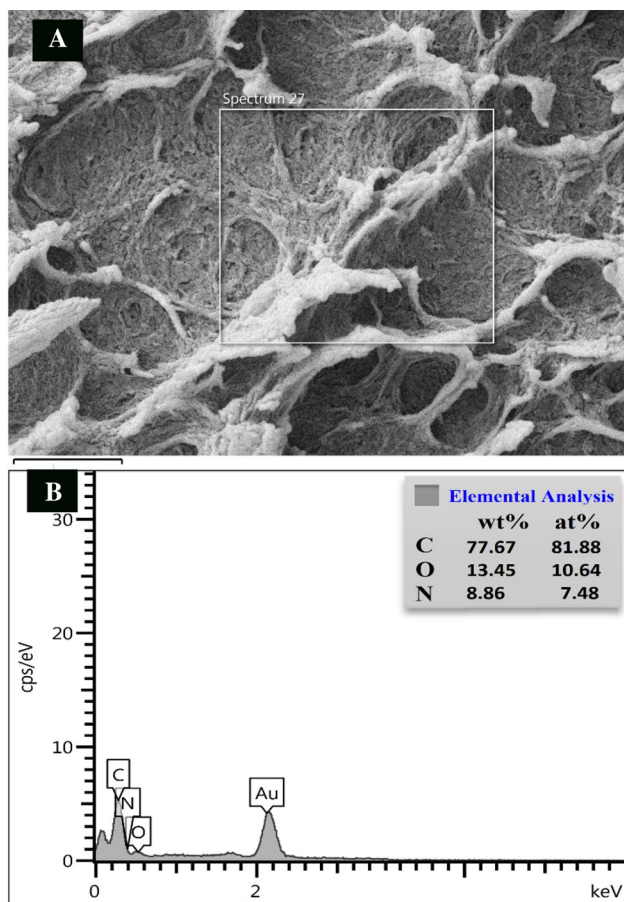 A
Spectrum 27
B
Elemental Analysis
wt% at%
C 77.67 81.88
O 13.45 10.64
N 8.86 7.48
30
20
10
0
cps/eV
C
N
O
Au
0 2 keV